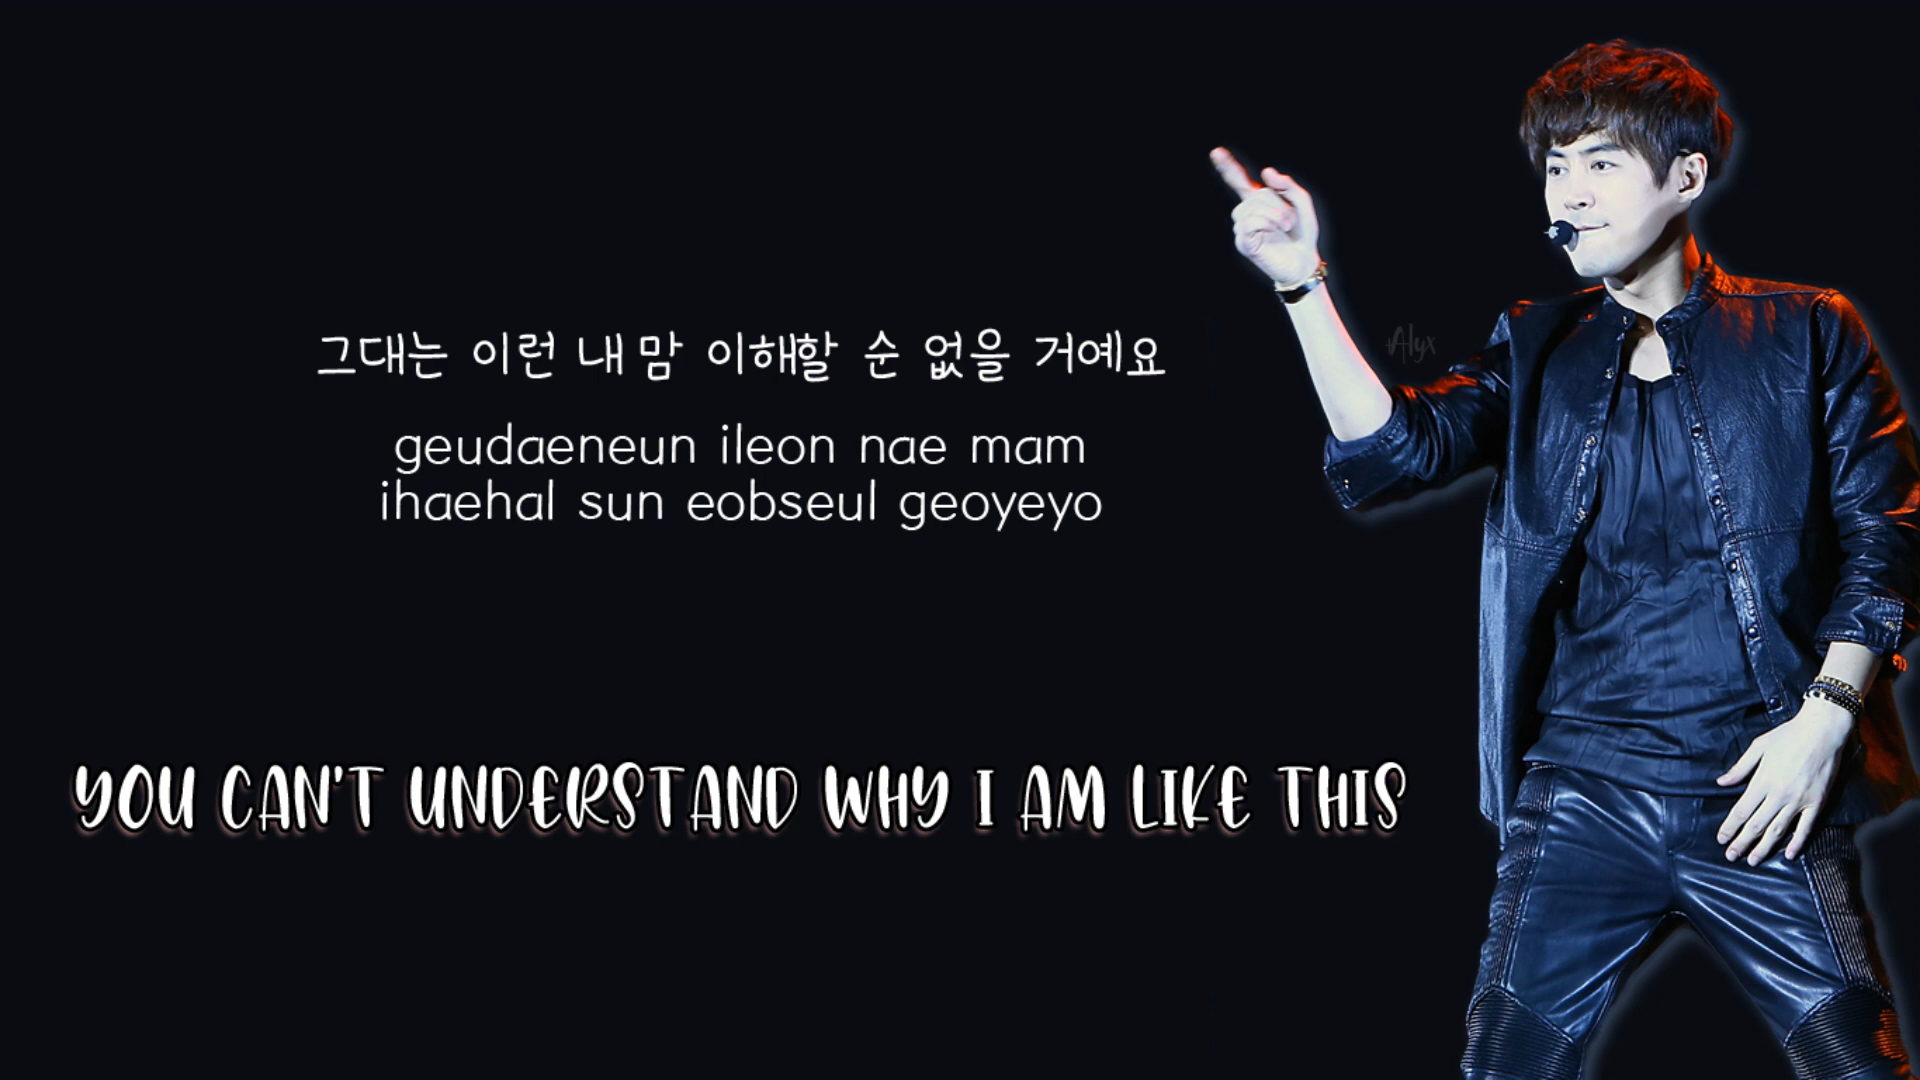 그대는 이런 내 맘 이해할 순 없을 거예요
geudaeneun ileon nae mam
ihaehal sun eobseul geoyeyo
Alyx
YOU CAN'T UNDERSTAND WHY I AM LIKE THIS